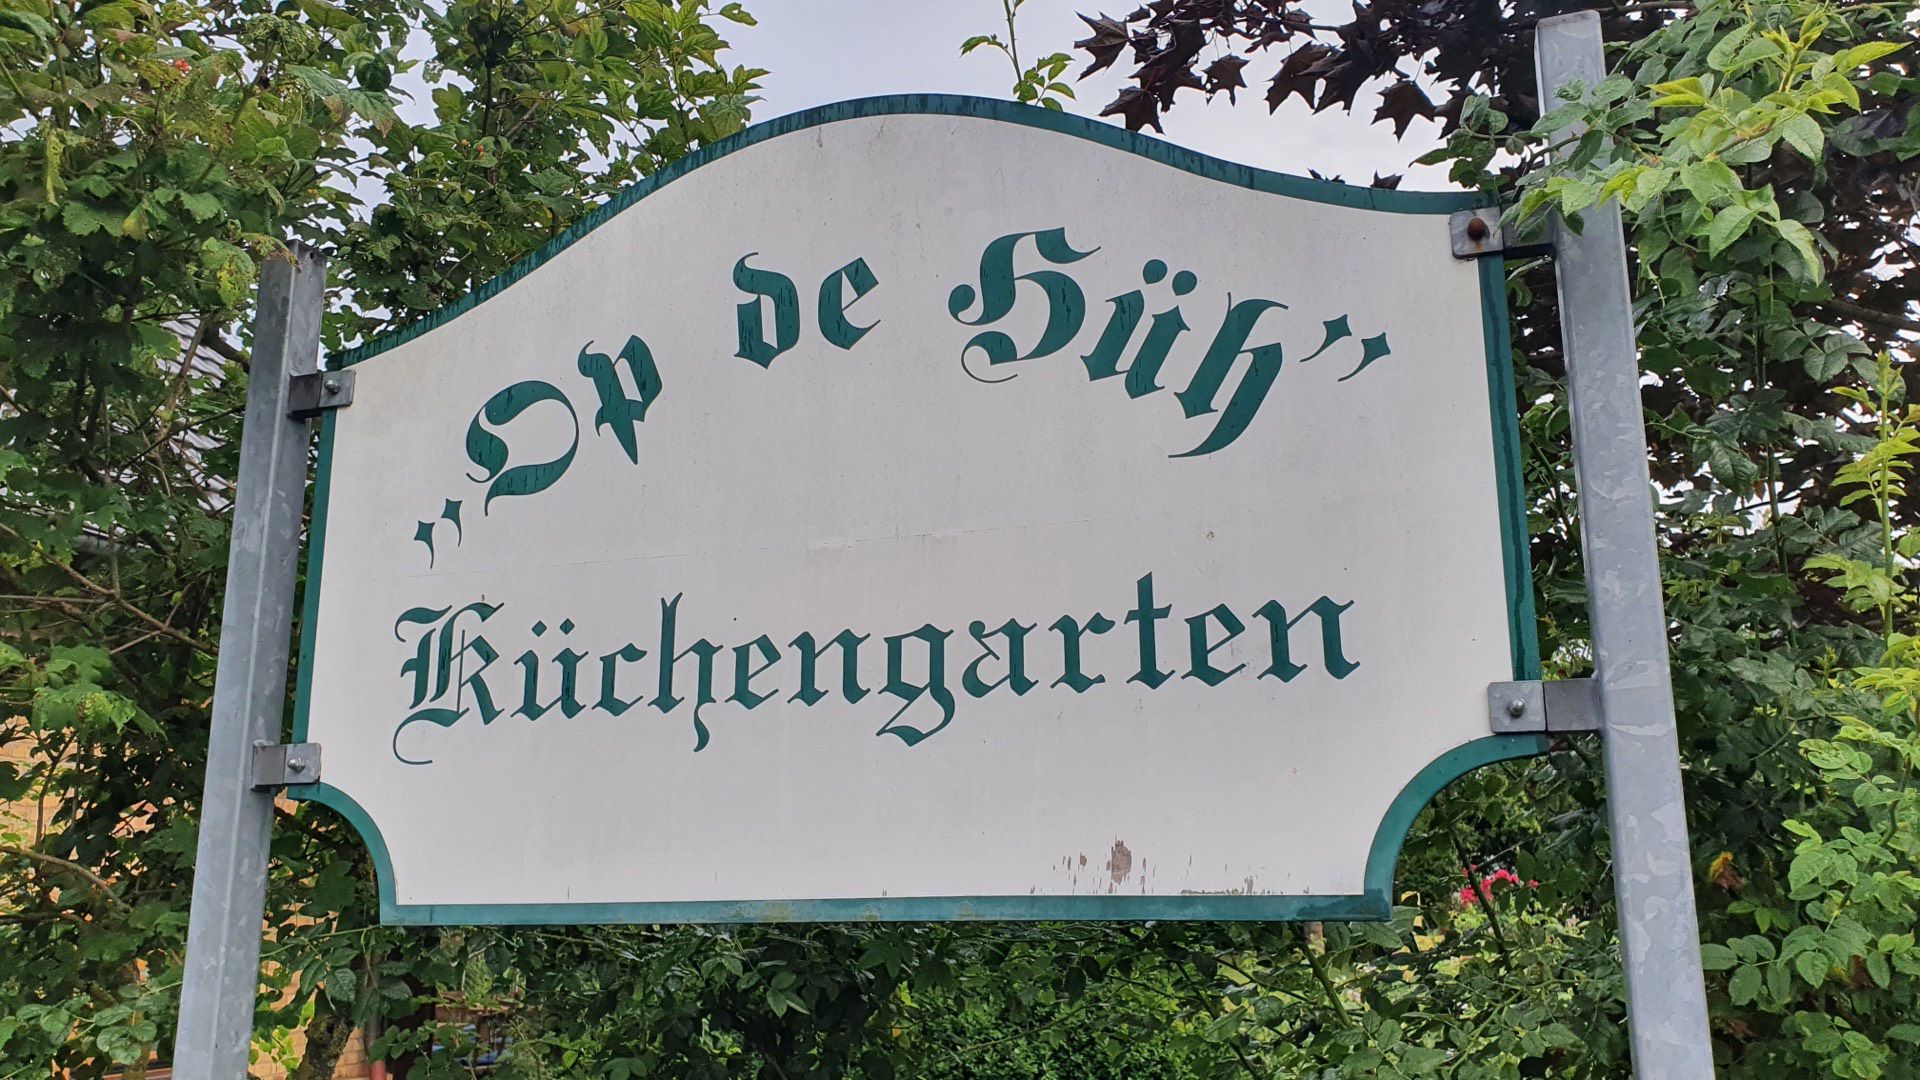 „Op de Hüh”
Küchengarten